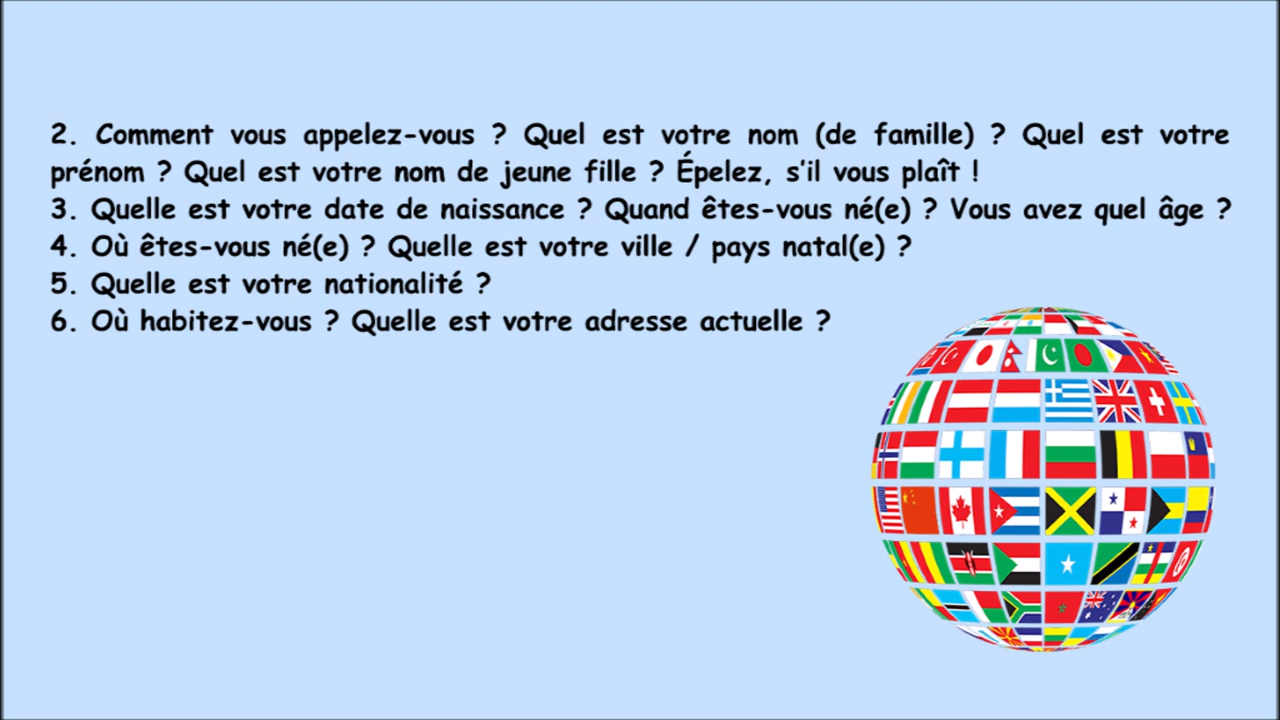 2. Comment vous appelez-vous ? Quel est votre nom (de famille) ? Quel est votre
prénom ? Quel est votre nom de jeune fille ? Épelez, s'il vous plaît !
3. Quelle est votre date de naissance ? Quand êtes-vous né(e) ? Vous avez quel âge ?
4. Où êtes-vous né(e) ? Quelle est votre ville / pays natal(e) ?
5. Quelle est votre nationalité ?
6. Où habitez-vous ? Quelle est votre adresse actuelle ?